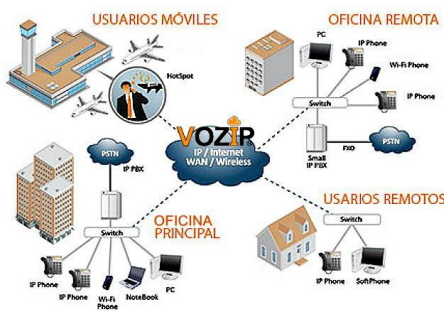 USUARIOS MÓVILES
HotSpot
OFICINA REMOTA
PC
IP Phone
Wi-Fi Phone
IP Phone
Switch
Small
IP PBX
FXO
PSTN
VOZIP
IP / Internet
WAN / Wireless
PSTN
IP PBX
OFICINA
PRINCIPAL
Switch
IP Phone
IP Phone
Wi-Fi
Phone
NoteBook
PC
USARIOS REMOTOS
Switch
IP Phone
SoftPhone